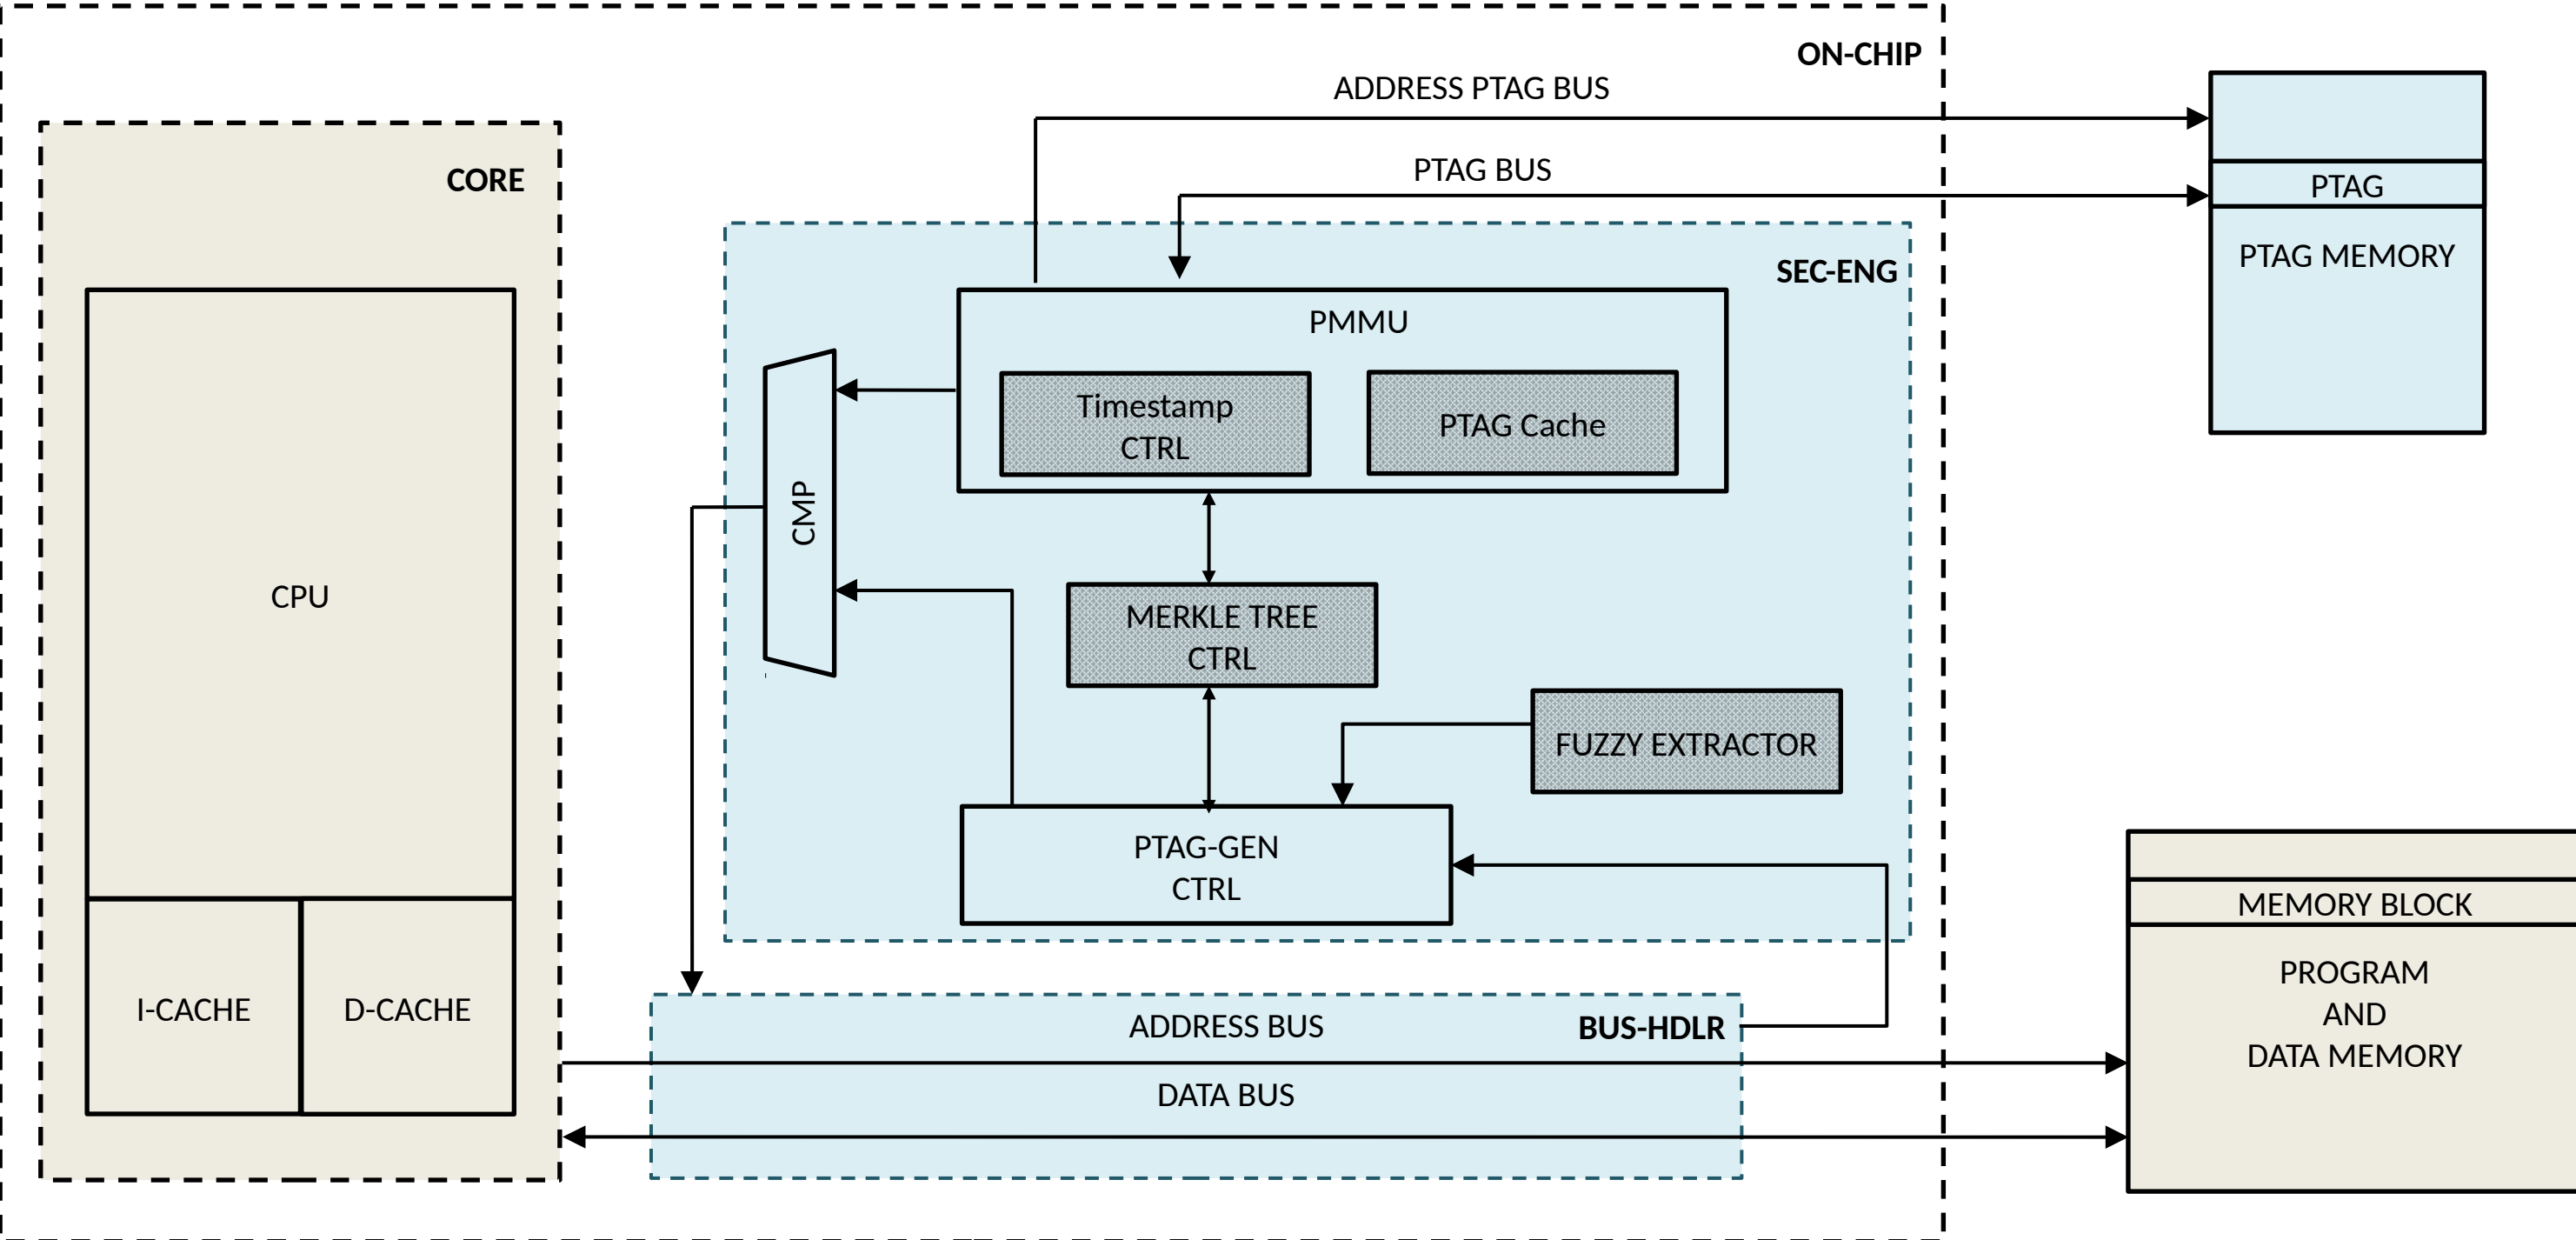 ON-CHIP
ADDRESS PTAG BUS
PTAG BUS
PTAG
PTAG MEMORY
CORE
CPU
I-CACHE
D-CACHE
SEC-ENG
PMMU
Timestamp
CTRL
PTAG Cache
CMP
MERKLE TREE
CTRL
FUZZY EXTRACTOR
PTAG-GEN
CTRL
ADDRESS BUS
BUS-HDLR
DATA BUS
MEMORY BLOCK
PROGRAM
AND
DATA MEMORY